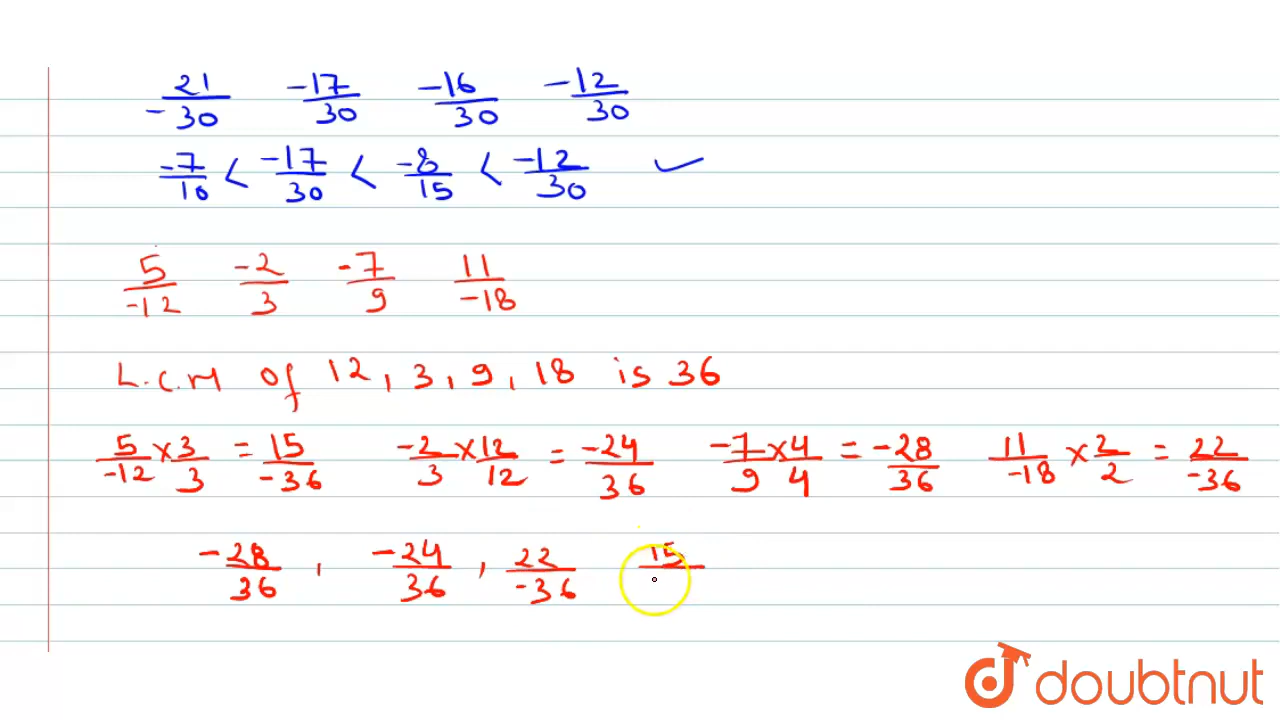 -21/30 -17/30 -16/30 -12/30
-7/10 < -17/30 < -8/15 < -12/30 ✓
5/-12 -2/3 -7/9 11/-18
L.C.M of 12, 3, 9, 18 is 36
5/-12 × 3/3 = 15/-36 -2/3 × 12/12 = -24/36 -7/9 × 4/4 = -28/36 11/-18 × 2/2 = 22/-36
-28/36 , -24/36 , 22/-36 15/
doubtnut